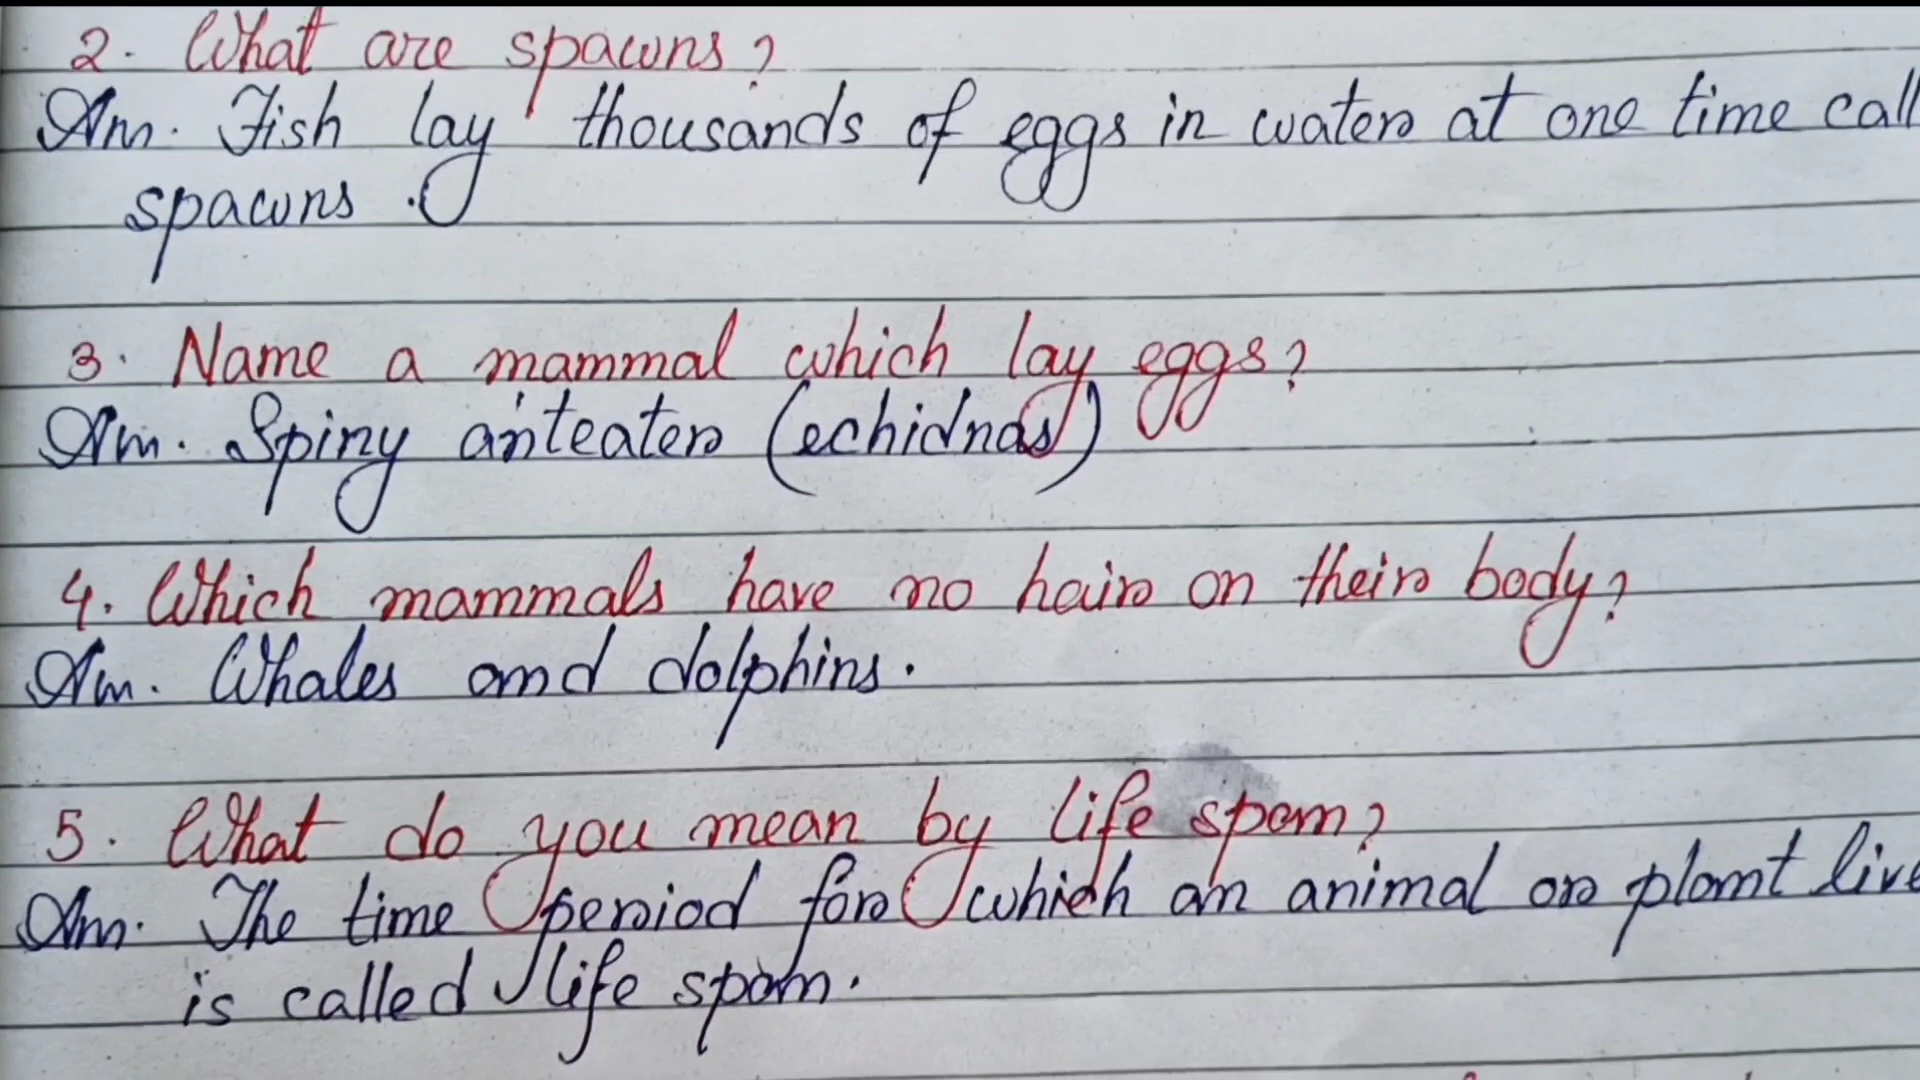 2. What are spawns?
Ans. Fish lay thousands of eggs in water at one time call
spawns.
3. Name a mammal which lay eggs?
Ans. Spiny anteater (echidnas)
4. Which mammals have no hair on their body?
Ans. Whales and dolphins.
5. What do you mean by life span?
Ans. The time period for which an animal or plant live
is called life span.